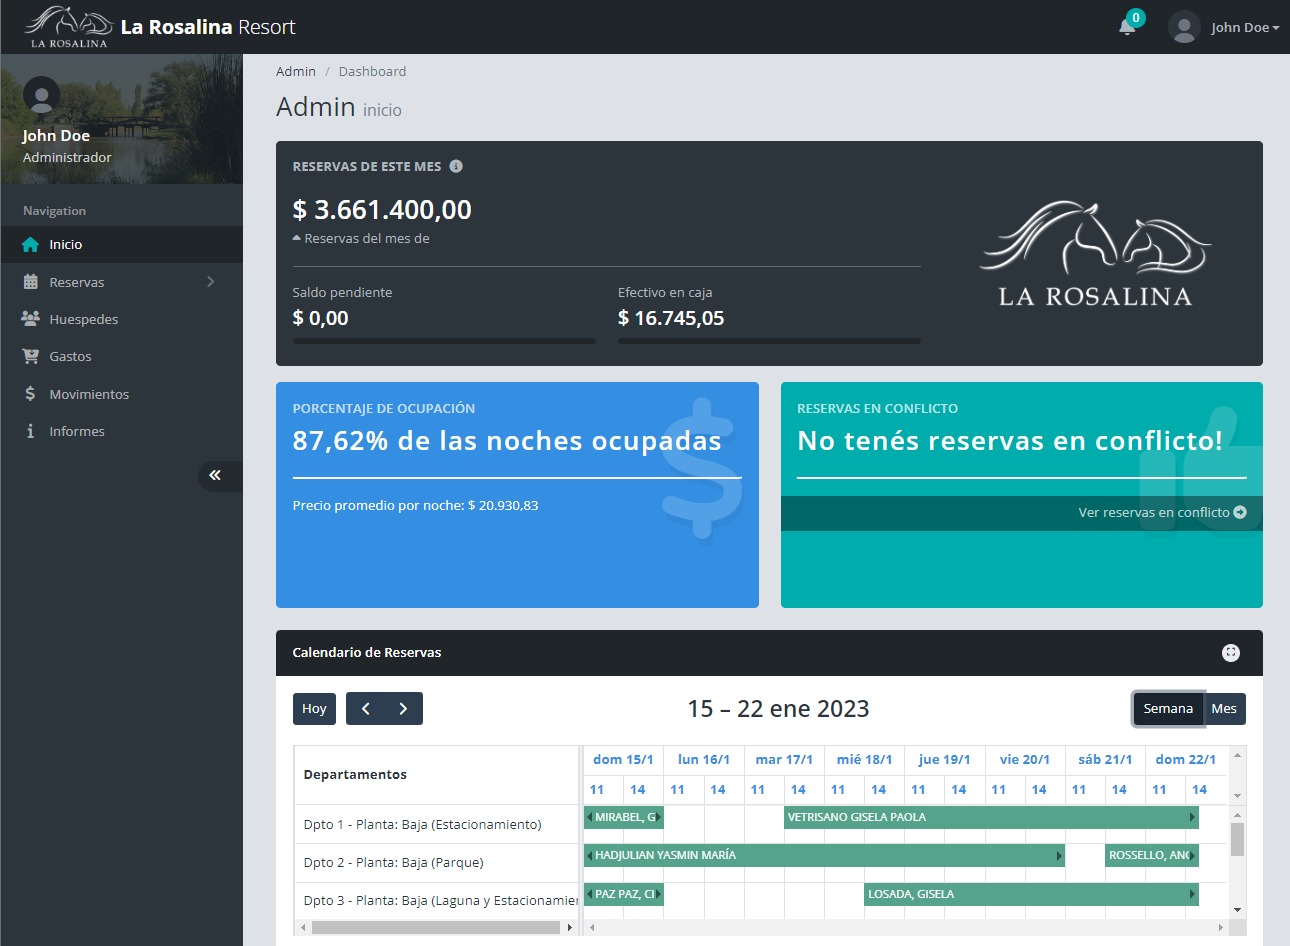 LA ROSALINA
La Rosalina Resort
0
John Doe
John Doe
Administrador
Navigation
Inicio
Reservas
Huespedes
Gastos
Movimientos
Informes
Admin / Dashboard
Admin inicio
RESERVAS DE ESTE MES
$ 3.661.400,00
Reservas del mes de
Saldo pendiente
$ 0,00
Efectivo en caja
$ 16.745,05
LA ROSALINA
PORCENTAJE DE OCUPACIÓN
87,62% de las noches ocupadas
Precio promedio por noche: $ 20.930,83
RESERVAS EN CONFLICTO
No tenés reservas en conflicto!
Ver reservas en conflicto
Calendario de Reservas
Hoy
15 – 22 ene 2023
Semana Mes
Departamentos
dom 15/1 lun 16/1 mar 17/1 mié 18/1 jue 19/1 vie 20/1 sáb 21/1 dom 22/1
11 14 11 14 11 14 11 14 11 14 11 14 11 14 11 14
Dpto 1 - Planta: Baja (Estacionamiento)
MIRABEL, G
VETRISANO GISELA PAOLA
Dpto 2 - Planta: Baja (Parque)
HADJULIAN YASMIN MARÍA
ROSSELLO, ANG
Dpto 3 - Planta: Baja (Laguna y Estacionamien
PAZ PAZ, CI
LOSADA, GISELA